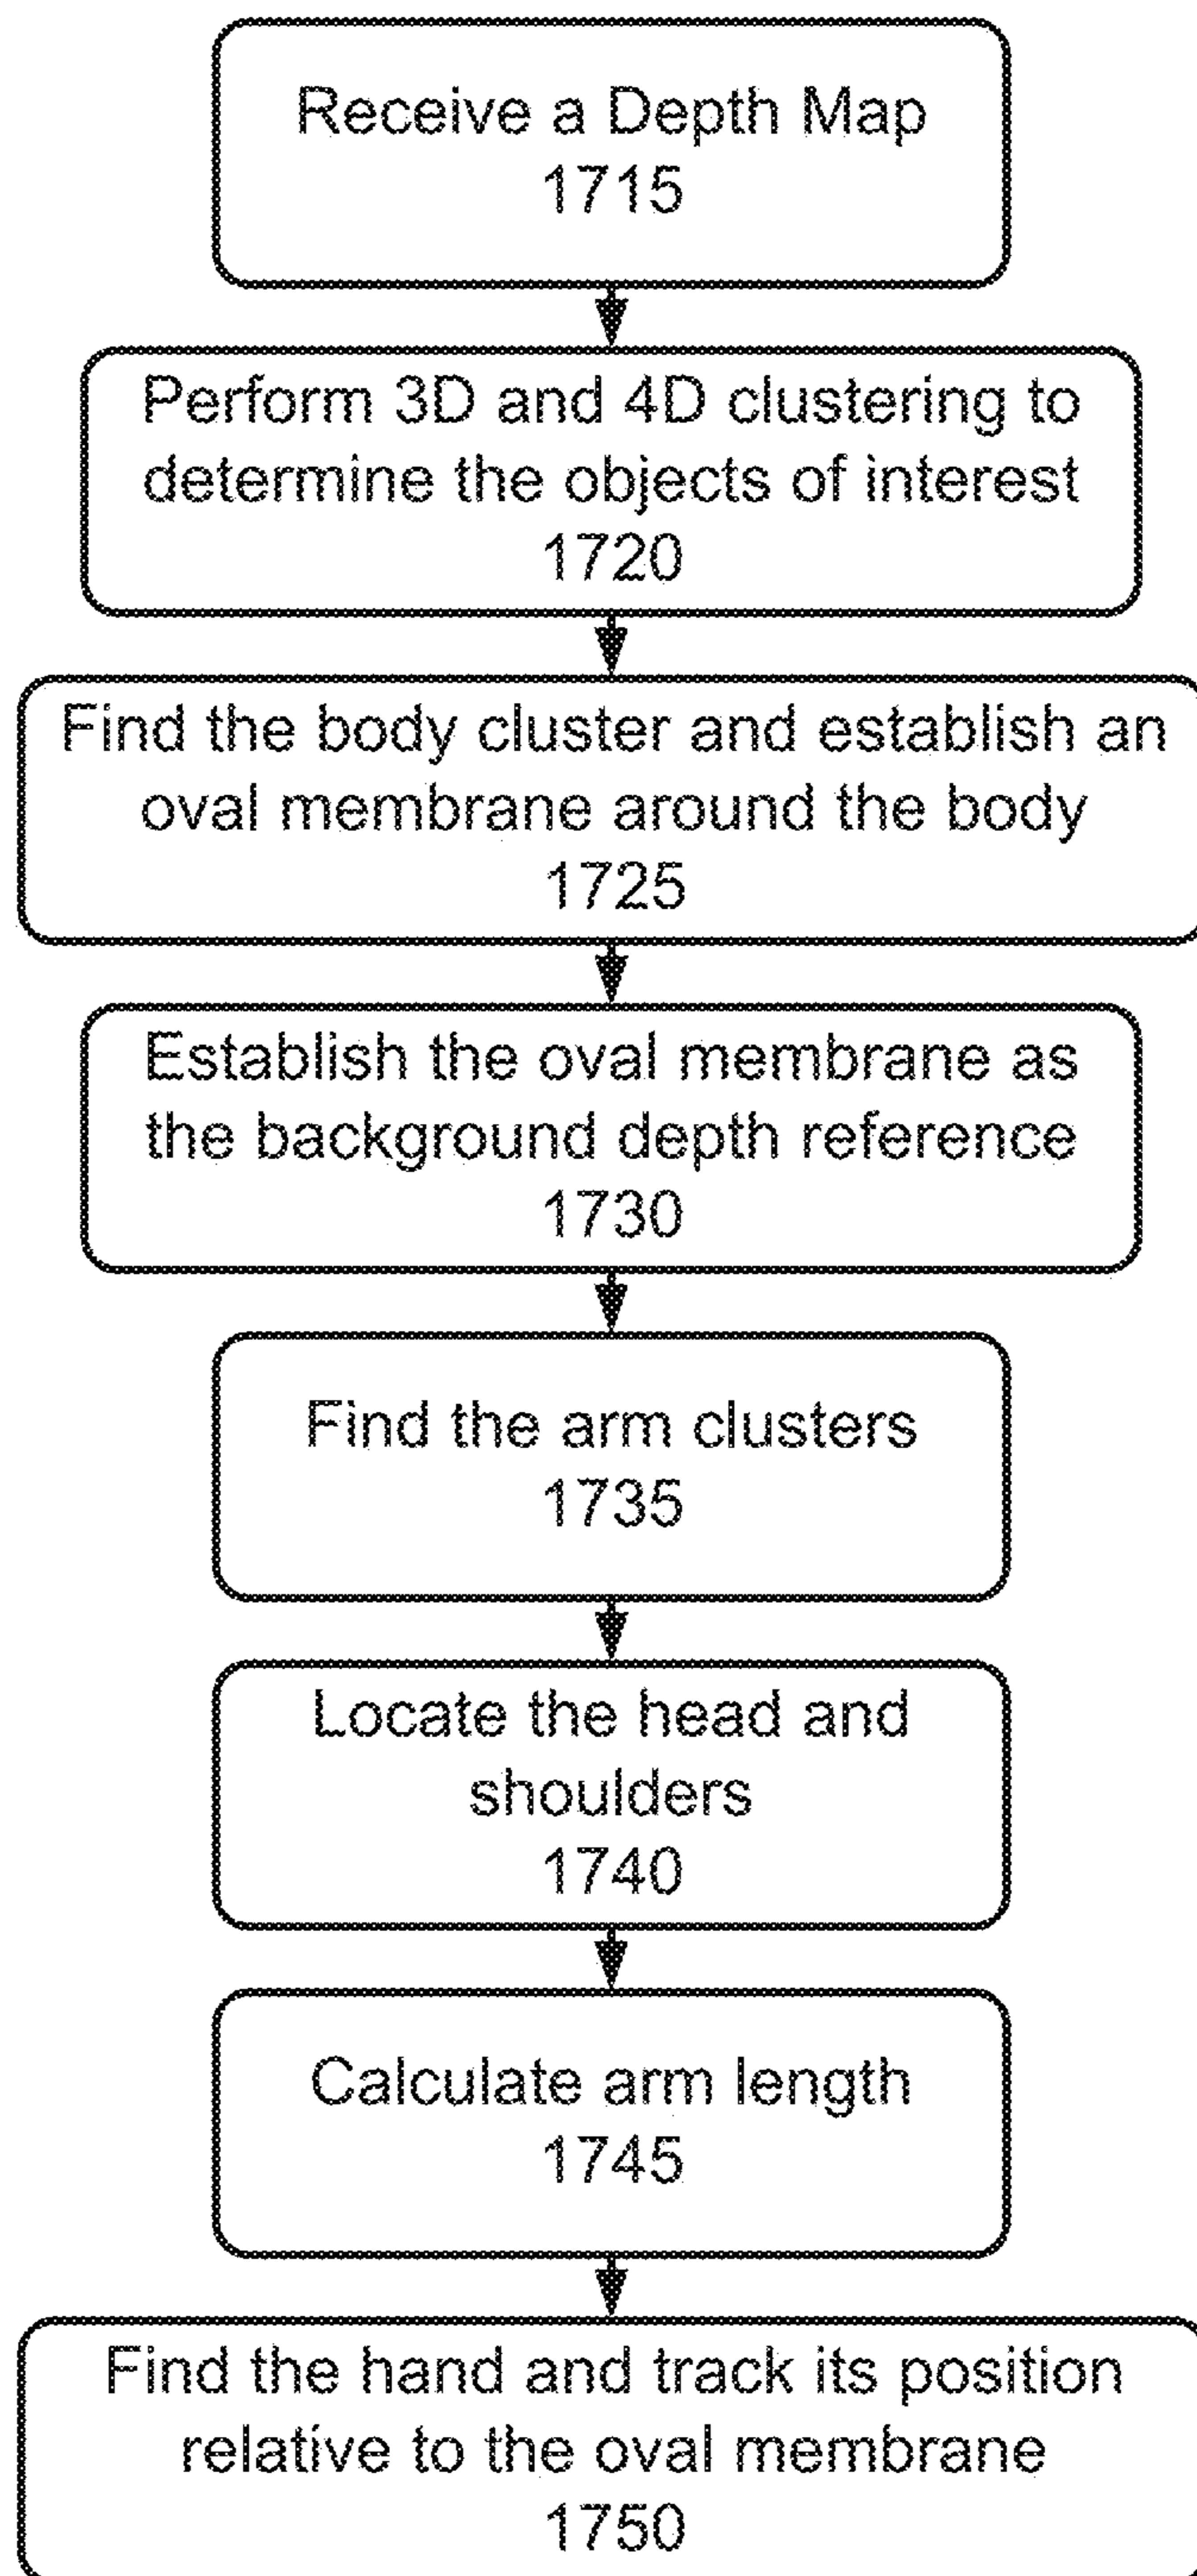 Receive a Depth Map
1715
Perform 3D and 4D clustering to
determine the objects of interest
1720
Find the body cluster and establish an
oval membrane around the body
1725
Establish the oval membrane as
the background depth reference
1730
Find the arm clusters
1735
Locate the head and
shoulders
1740
Calculate arm length
1745
Find the hand and track its position
relative to the oval membrane
1750